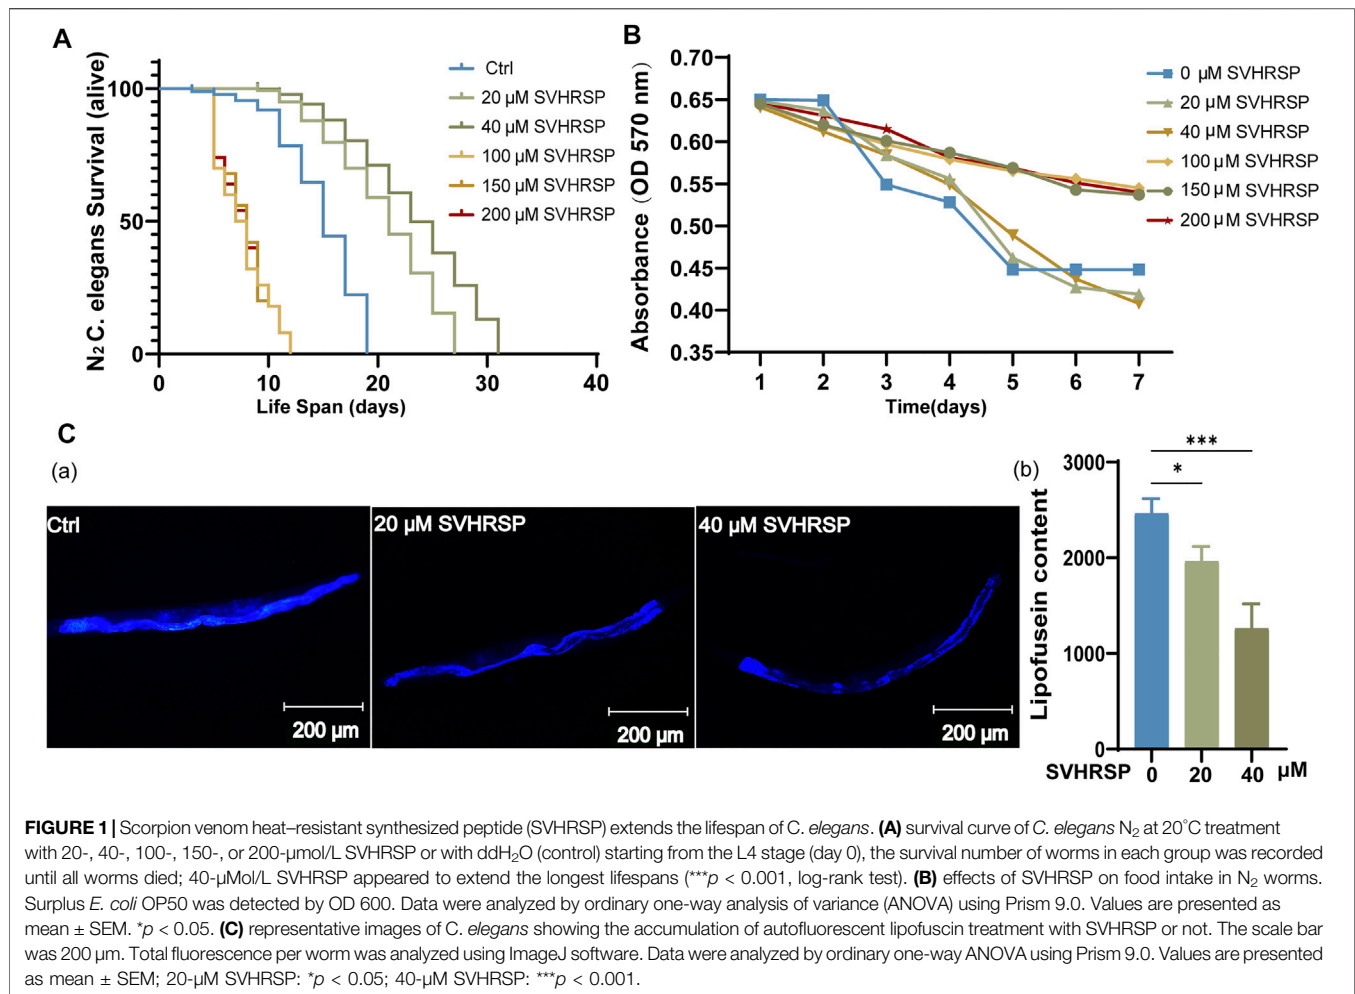 A
N2 C. elegans Survival (alive)
100
50
0
0 10 20 30 40
Life Span (days)
Ctrl
20 μM SVHRSP
40 μM SVHRSP
100 μM SVHRSP
150 μM SVHRSP
200 μM SVHRSP
B
Absorbance (OD 570 nm)
0.70
0.65
0.60
0.55
0.50
0.45
0.40
0.35
1 2 3 4 5 6 7
Time(days)
0 μM SVHRSP
20 μM SVHRSP
40 μM SVHRSP
100 μM SVHRSP
150 μM SVHRSP
200 μM SVHRSP
C
(a)
Ctrl
200 μm
20 μM SVHRSP
200 μm
40 μM SVHRSP
200 μm
(b)
Lipofusein content
3000
2000
1000
0
***
*
SVHRSP 0 20 40 μM
FIGURE 1 | Scorpion venom heat–resistant synthesized peptide (SVHRSP) extends the lifespan of C. elegans. (A) survival curve of C. elegans N2 at 20°C treatment
with 20-, 40-, 100-, 150-, or 200-μmol/L SVHRSP or with ddH2O (control) starting from the L4 stage (day 0), the survival number of worms in each group was recorded
until all worms died; 40-μMol/L SVHRSP appeared to extend the longest lifespans (***p < 0.001, log-rank test). (B) effects of SVHRSP on food intake in N2 worms.
Surplus E. coli OP50 was detected by OD 600. Data were analyzed by ordinary one-way analysis of variance (ANOVA) using Prism 9.0. Values are presented as
mean ± SEM. *p < 0.05. (C) representative images of C. elegans showing the accumulation of autofluorescent lipofuscin treatment with SVHRSP or not. The scale bar
was 200 μm. Total fluorescence per worm was analyzed using ImageJ software. Data were analyzed by ordinary one-way ANOVA using Prism 9.0. Values are presented
as mean ± SEM; 20-μM SVHRSP: *p < 0.05; 40-μM SVHRSP: ***p < 0.001.